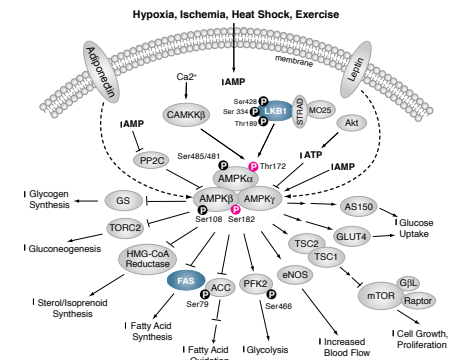 Hypoxia, Ischemia, Heat Shock, Exercise
membrane
Adiponectin
Leptin
Ca2+
AMP
CAMKKβ
Ser428 P
Ser 334 P
Thr189 P
LKB1
STRAD
MO25
Akt
AMP
PP2C
Ser485/481
P
P Thr172
ATP
AMP
AMPKα
AMPKβ
AMPKγ
P
Ser108
P
Ser182
Glycogen
Synthesis
GS
TORC2
Gluconeogenesis
HMG-CoA
Reductase
Sterol/Isoprenoid
Synthesis
FAS
Fatty Acid
Synthesis
ACC
P
Ser79
Fatty Acid
PFK2
P
Ser466
Glycolysis
eNOS
Increased
Blood Flow
TSC2
TSC1
mTOR
GβL
Raptor
Cell Growth,
Proliferation
AS150
GLUT4
Glucose
Uptake